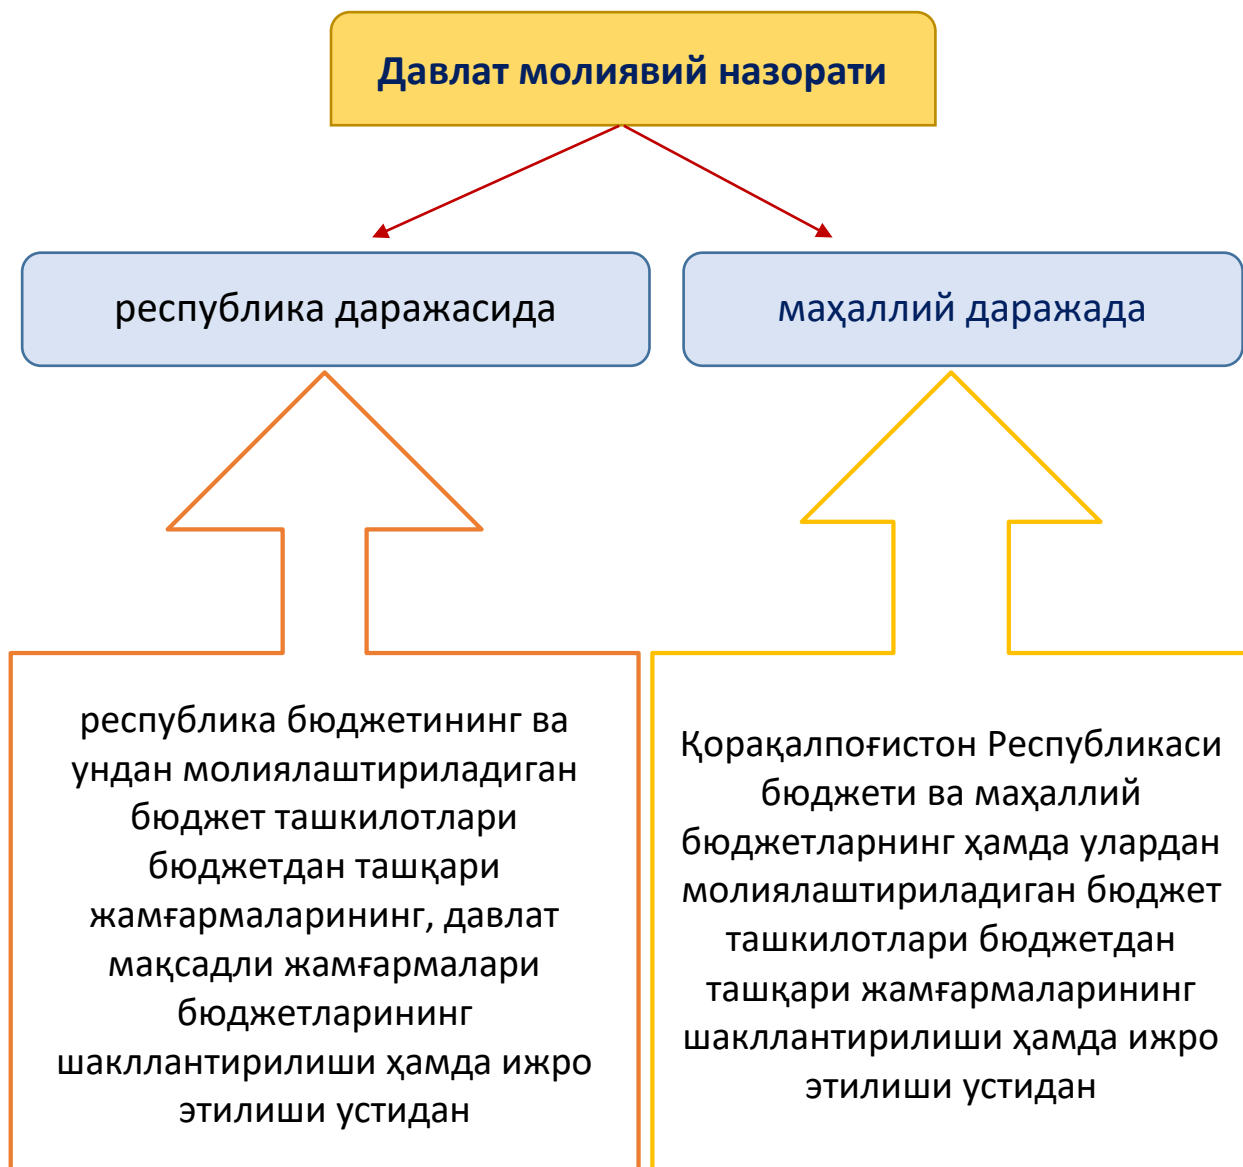 Давлат молиявий назорати
республика даражасида
маҳаллий даражада
республика бюджетининг ва
ундан молиялаштириладиган
бюджет ташкилотлари
бюджетдан ташқари
жамғармаларининг, давлат
мақсадли жамғармалари
бюджетларининг
шакллантирилиши ҳамда ижро
этилиши устидан
Қорақалпоғистон Республикаси
бюджети ва маҳаллий
бюджетларнинг ҳамда улардан
молиялаштириладиган бюджет
ташкилотлари бюджетдан
ташқари жамғармаларининг
шакллантирилиши ҳамда ижро
этилиши устидан